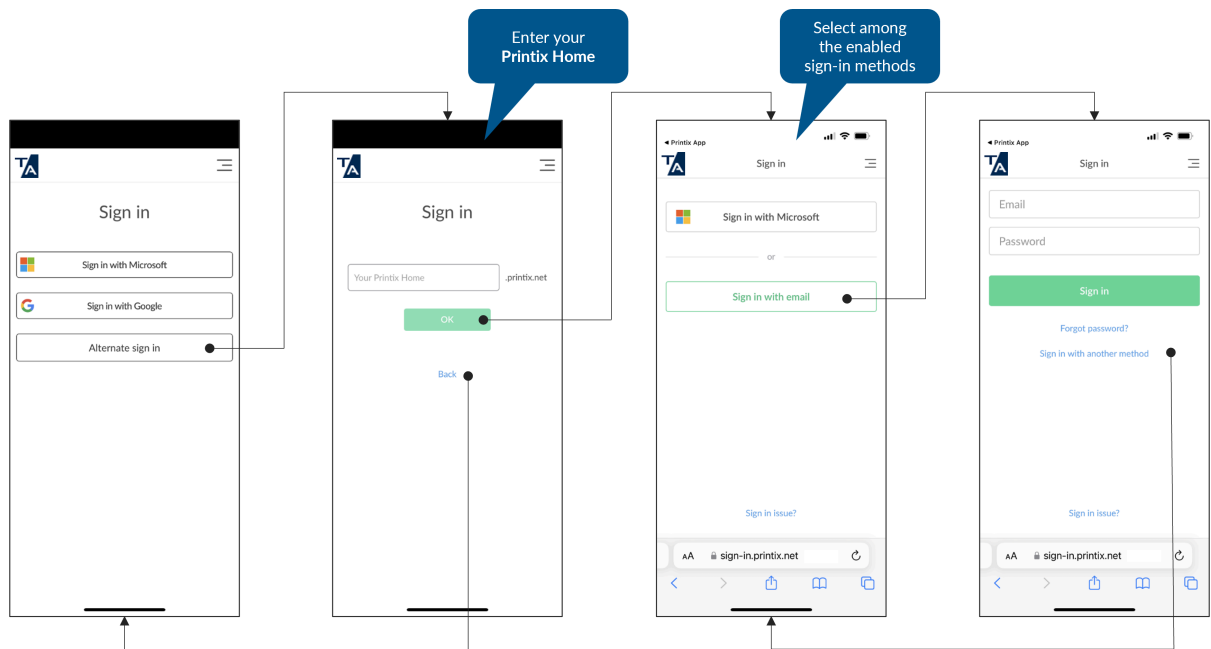 Enter your
Printix Home
Select among
the enabled
sign-in methods
TA
Sign in
Sign in with Microsoft
Sign in with Google
Alternate sign in
TA
Sign in
Your Printix Home
.printix.net
OK
Back
◄ Printix App
TA
Sign in
Sign in with Microsoft
or
Sign in with email
Sign in issue?
AA
sign-in.printix.net
◄ Printix App
TA
Sign in
Email
Password
Sign in
Forgot password?
Sign in with another method
Sign in issue?
AA
sign-in.printix.net